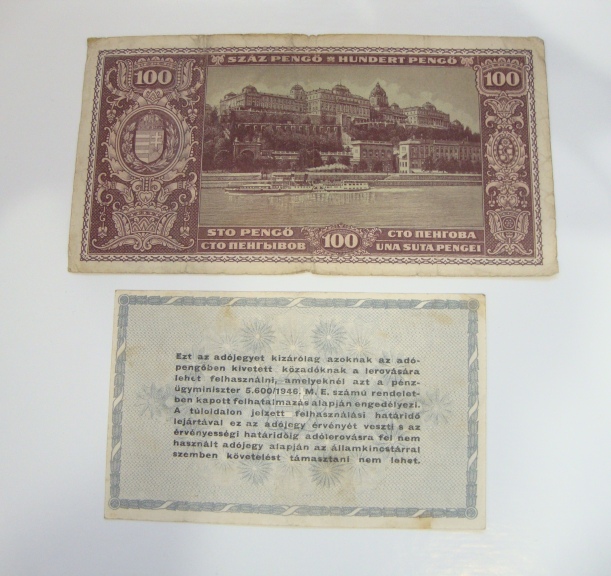 SZÁZ PENGŐ HUNDERT PENGŐ
100
100
STO PENGÖ
СТО ПЕНГЫВОВ
100
СТО ПЕНГОВА
UNA SUTA PENGEI
Ezt az adójegyet kizárólag azoknak az adó-
pengőben kivetett közadóknak a lerovására
lehet felhasználni, amelyeknél azt a pénz-
ügyminiszter 5.600/1946. M. E. számú rendelet-
ben kapott felhatalmazás alapján engedélyezi.
A túloldalon jelzett felhasználási határidő
lejártával ez az adójegy érvényét veszti s az
érvényességi határidőig adólerovásra fel nem
használt adójegy alapján az államkincstárral
szemben követelést támasztani nem lehet.